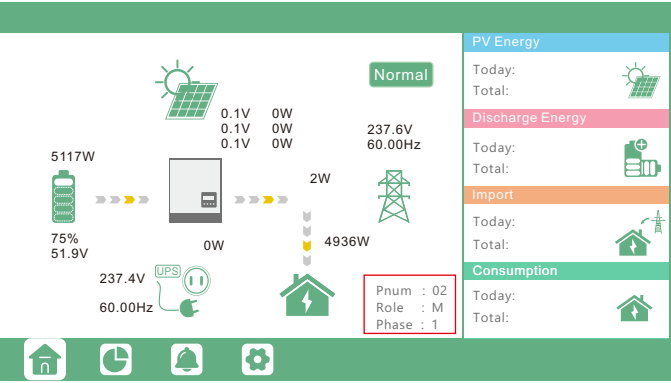 Normal
0.1V 0W
0.1V 0W
0.1V 0W
237.6V
60.00Hz
5117W
2W
75%
51.9V
0W
4936W
237.4V
UPS
60.00Hz
Pnum : 02
Role : M
Phase : 1
PV Energy
Today:
Total:
Discharge Energy
Today:
Total:
Import
Today:
Total:
Consumption
Today:
Total: